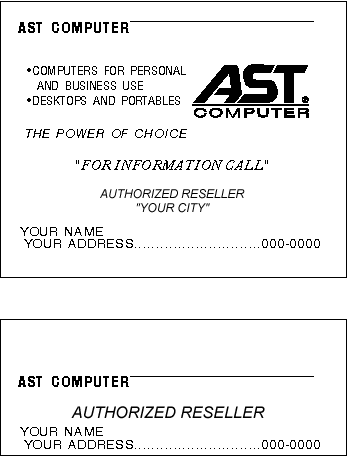 AST COMPUTER
•COMPUTERS FOR PERSONAL
AND BUSINESS USE
•DESKTOPS AND PORTABLES
AST®
COMPUTER
THE POWER OF CHOICE
"FOR INFORMATION CALL"
AUTHORIZED RESELLER
"YOUR CITY"
YOUR NAME
YOUR ADDRESS.............................000-0000
AST COMPUTER
AUTHORIZED RESELLER
YOUR NAME
YOUR ADDRESS.............................000-0000